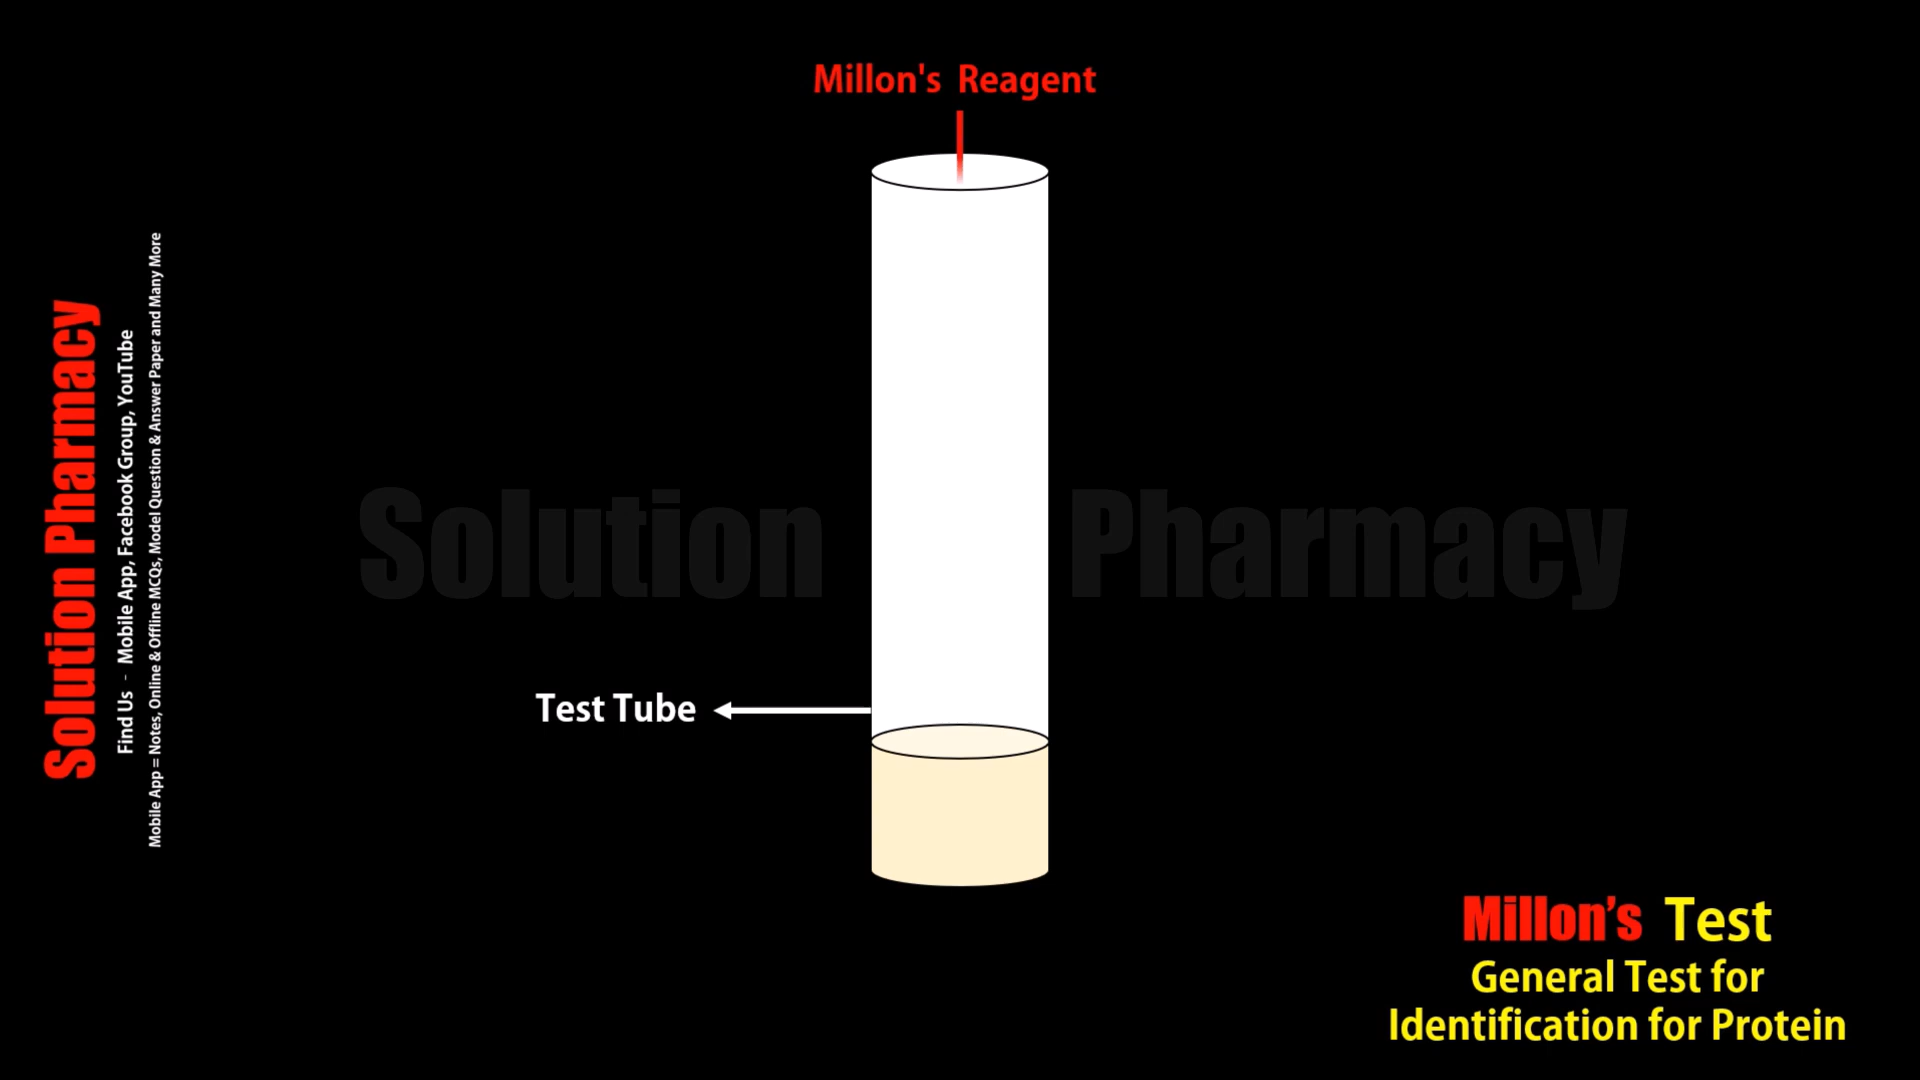 Millon's Reagent
Solution Pharmacy
Find Us - Mobile App, Facebook Group, YouTube
Mobile App = Notes, Online & Offline MCQs, Model Question & Answer Paper and Many More
Solution Pharmacy
Test Tube
Millon's Test
General Test for
Identification for Protein